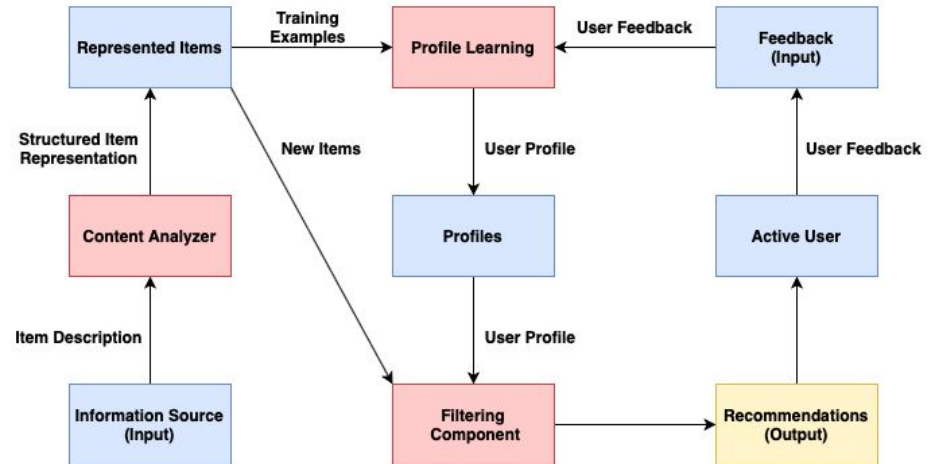 Represented Items
Training
Examples
Profile Learning
User Feedback
Feedback
(Input)
Structured Item
Representation
New Items
User Profile
User Feedback
Content Analyzer
Profiles
Active User
Item Description
User Profile
Information Source
(Input)
Filtering
Component
Recommendations
(Output)